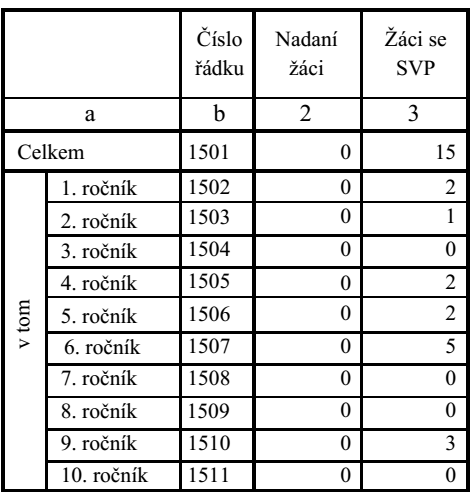 Číslo řádku Nadaní žáci Žáci se SVP
a b 2 3
Celkem 1501 0 15
v tom
1. ročník 1502 0 2
2. ročník 1503 0 1
3. ročník 1504 0 0
4. ročník 1505 0 2
5. ročník 1506 0 2
6. ročník 1507 0 5
7. ročník 1508 0 0
8. ročník 1509 0 0
9. ročník 1510 0 3
10. ročník 1511 0 0